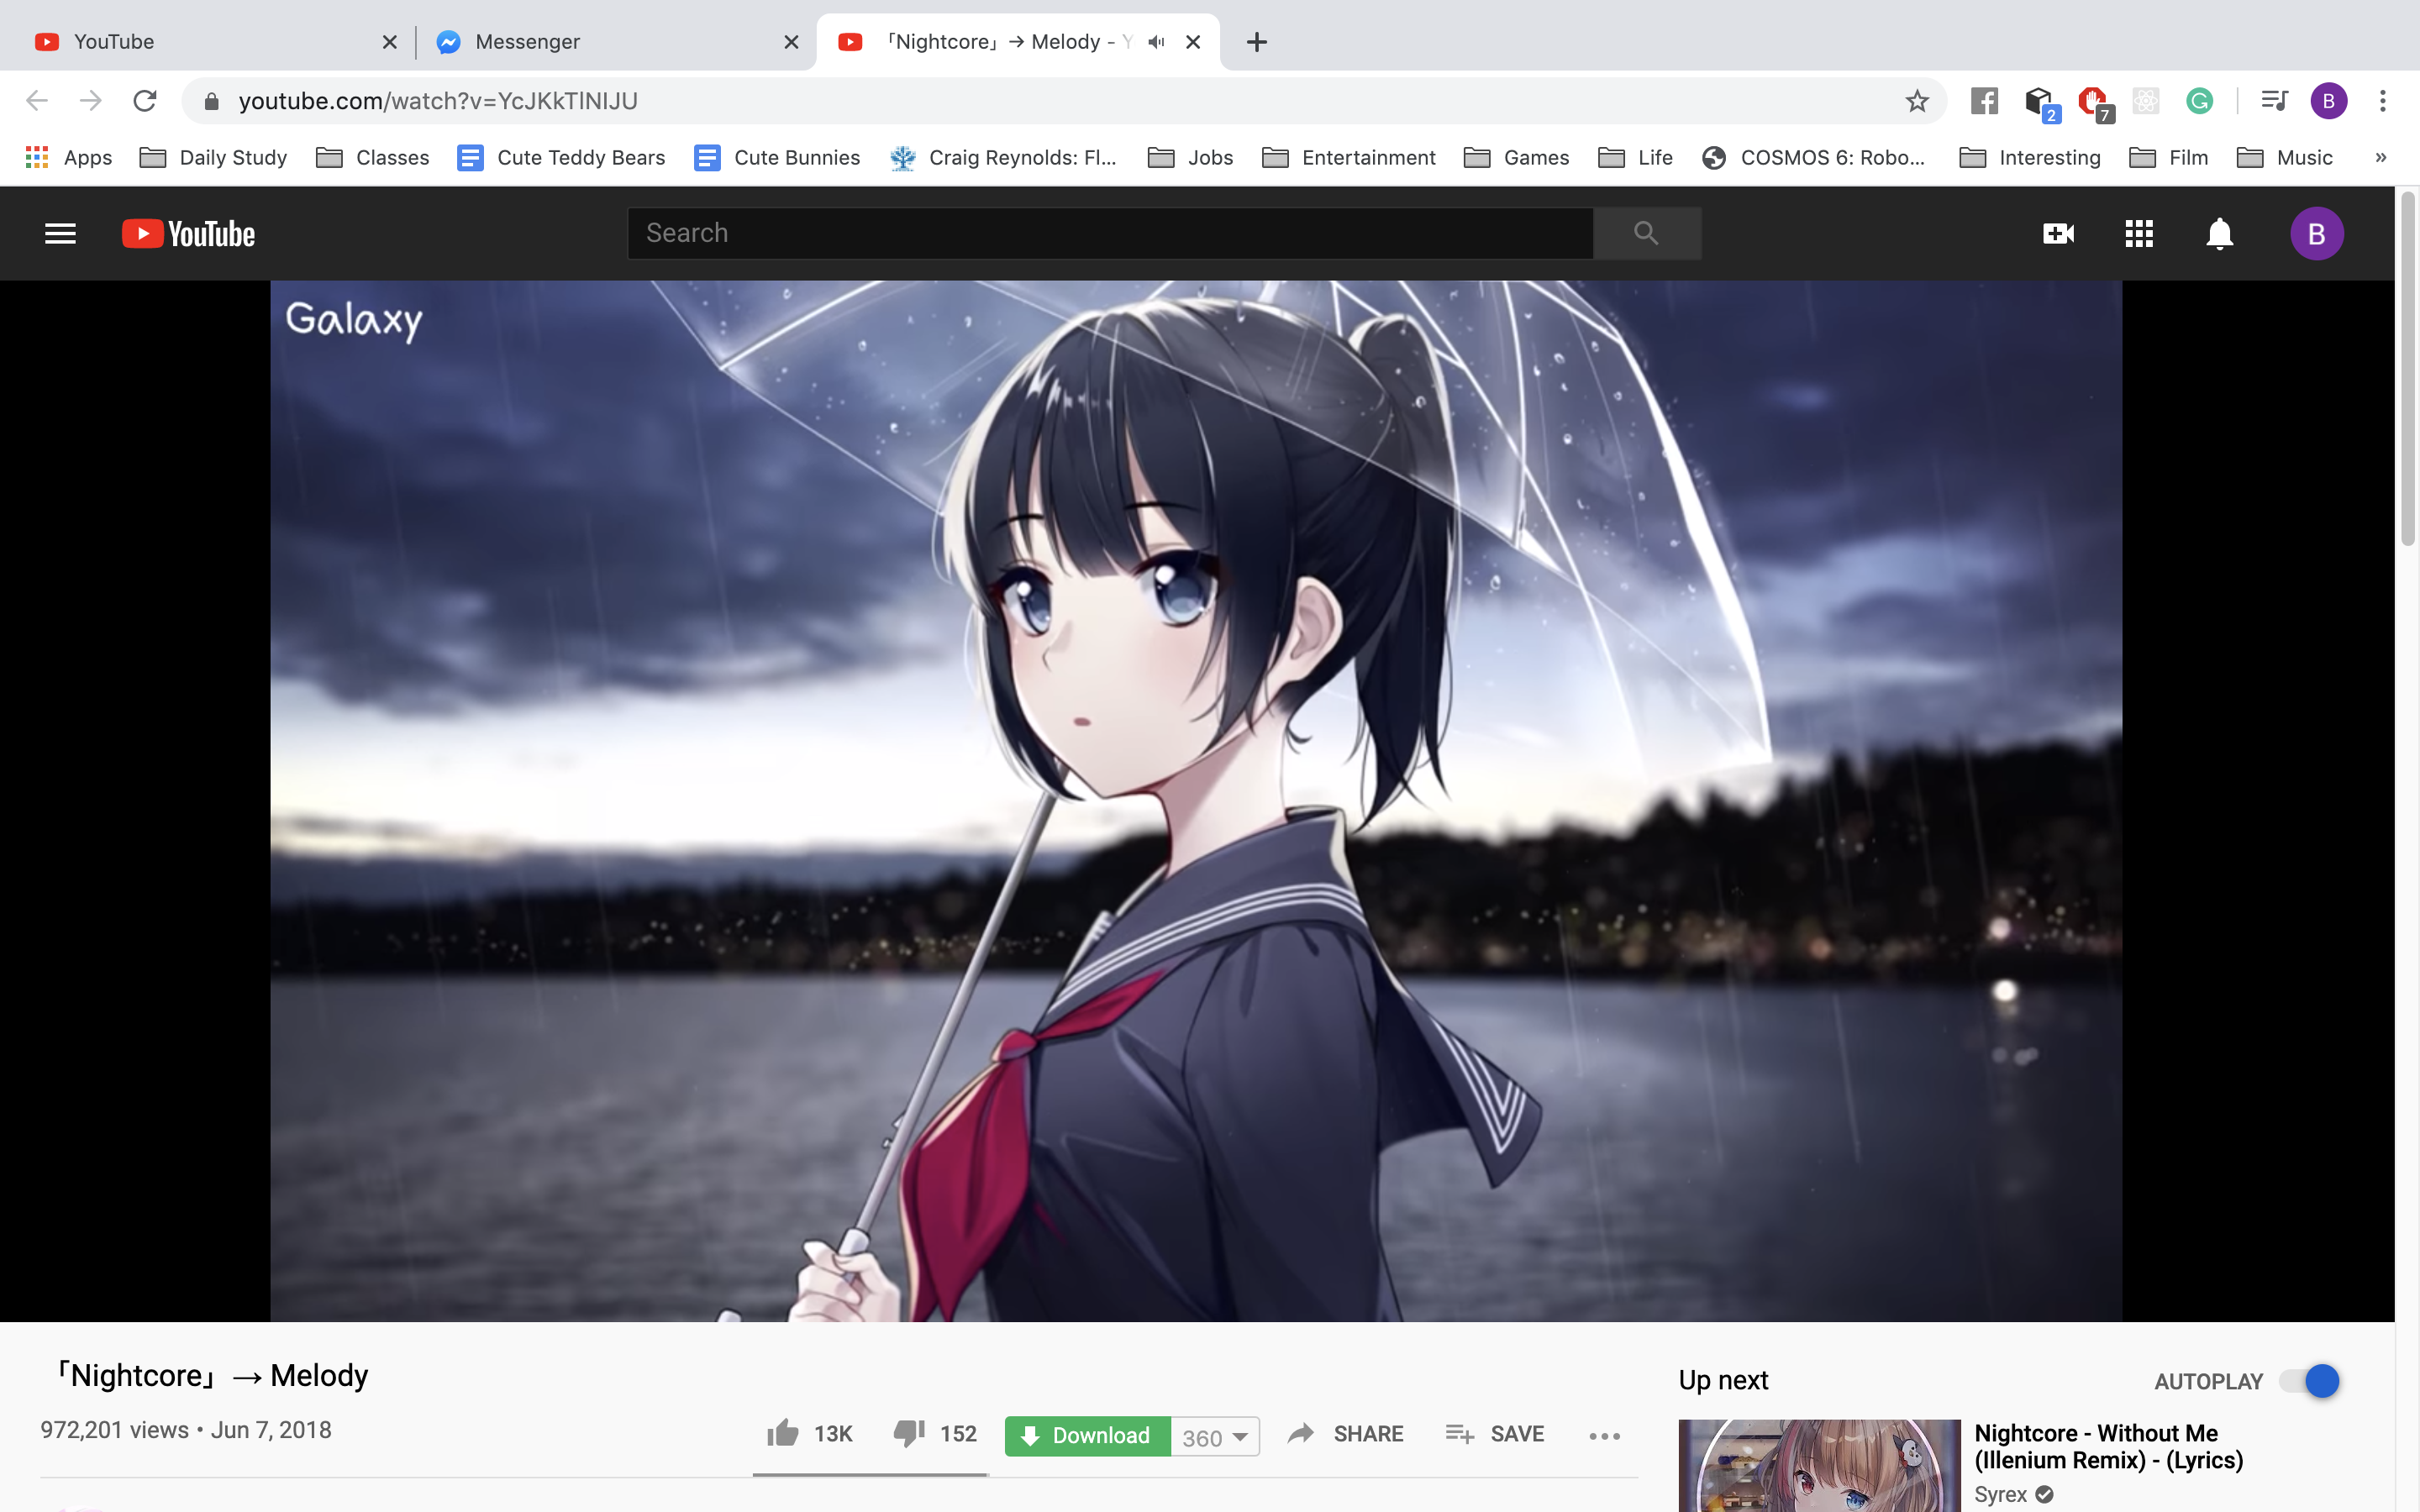 YouTube
Messenger
「Nightcore」 → Melody - Y
youtube.com/watch?v=YcJKkTlNIJU
2
7
B
Apps
Daily Study
Classes
Cute Teddy Bears
Cute Bunnies
Craig Reynolds: Fl...
Jobs
Entertainment
Games
Life
COSMOS 6: Robo...
Interesting
Film
Music
»
YouTube
Search
B
Galaxy
「Nightcore」 → Melody
972,201 views • Jun 7, 2018
13K
152
Download
360
SHARE
SAVE
Up next
AUTOPLAY
Nightcore - Without Me
(Illenium Remix) - (Lyrics)
Syrex